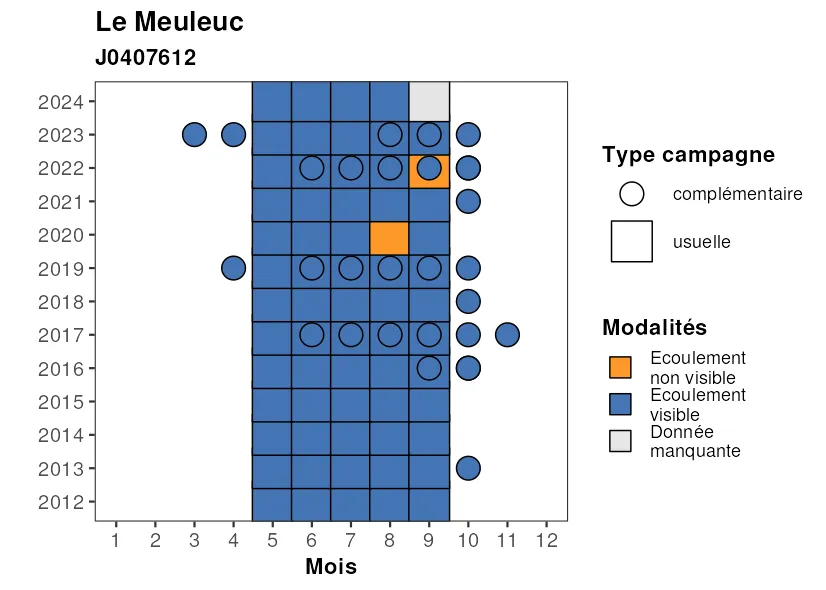 Le Meuleuc
J0407612
2024
2023
2022
2021
2020
2019
2018
2017
2016
2015
2014
2013
2012
1 2 3 4 5 6 7 8 9 10 11 12
Mois
Type campagne
complémentaire
usuelle
Modalités
Ecoulement
non visible
Ecoulement
visible
Donnée
manquante